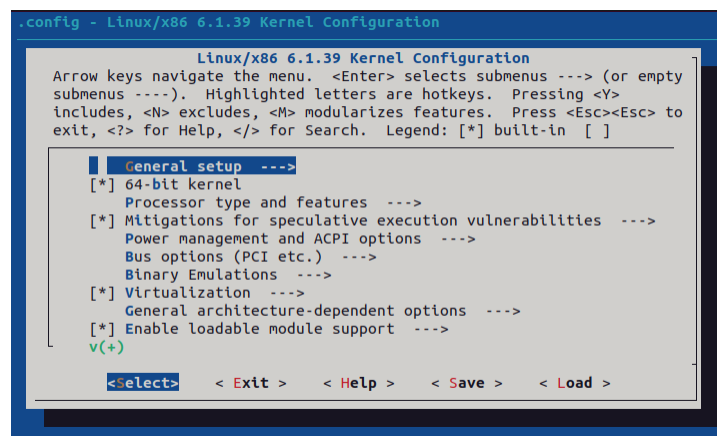 .config - Linux/x86 6.1.39 Kernel Configuration
Linux/x86 6.1.39 Kernel Configuration
Arrow keys navigate the menu.  <Enter> selects submenus ---> (or empty
submenus ----).  Highlighted letters are hotkeys.  Pressing <Y>
includes, <N> excludes, <M> modularizes features.  Press <Esc><Esc> to
exit, <?> for Help, </> for Search.  Legend: [*] built-in  [ ]
General setup  --->
[*] 64-bit kernel
Processor type and features  --->
[*] Mitigations for speculative execution vulnerabilities  --->
Power management and ACPI options  --->
Bus options (PCI etc.)  --->
Binary Emulations  --->
[*] Virtualization  --->
General architecture-dependent options  --->
[*] Enable loadable module support  --->
v(+)
<Select>    < Exit >    < Help >    < Save >    < Load >